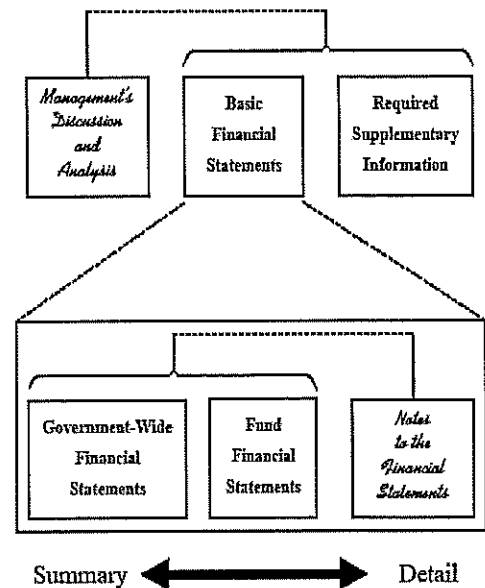 Management's
Discussion
and
Analysis
Basic
Financial
Statements
Required
Supplementary
Information
Government-Wide
Financial
Statements
Fund
Financial
Statements
Notes
to the
Financial
Statements
Summary
Detail